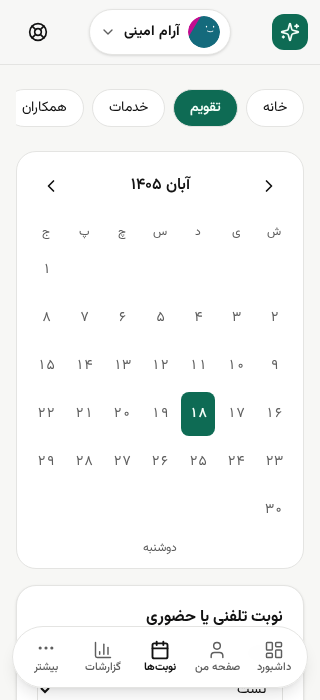 آرام امینی
خانه تقویم خدمات همکاران
آبان ۱۴۰۵
ش ی د س چ پ ج
۱
۲ ۳ ۴ ۵ ۶ ۷ ۸
۹ ۱۰ ۱۱ ۱۲ ۱۳ ۱۴ ۱۵
۱۶ ۱۷ ۱۸ ۱۹ ۲۰ ۲۱ ۲۲
۲۳ ۲۴ ۲۵ ۲۶ ۲۷ ۲۸ ۲۹
۳۰
دوشنبه
نوبت تلفنی یا حضوری
داشبورد صفحه من نوبت‌ها گزارشات بیشتر